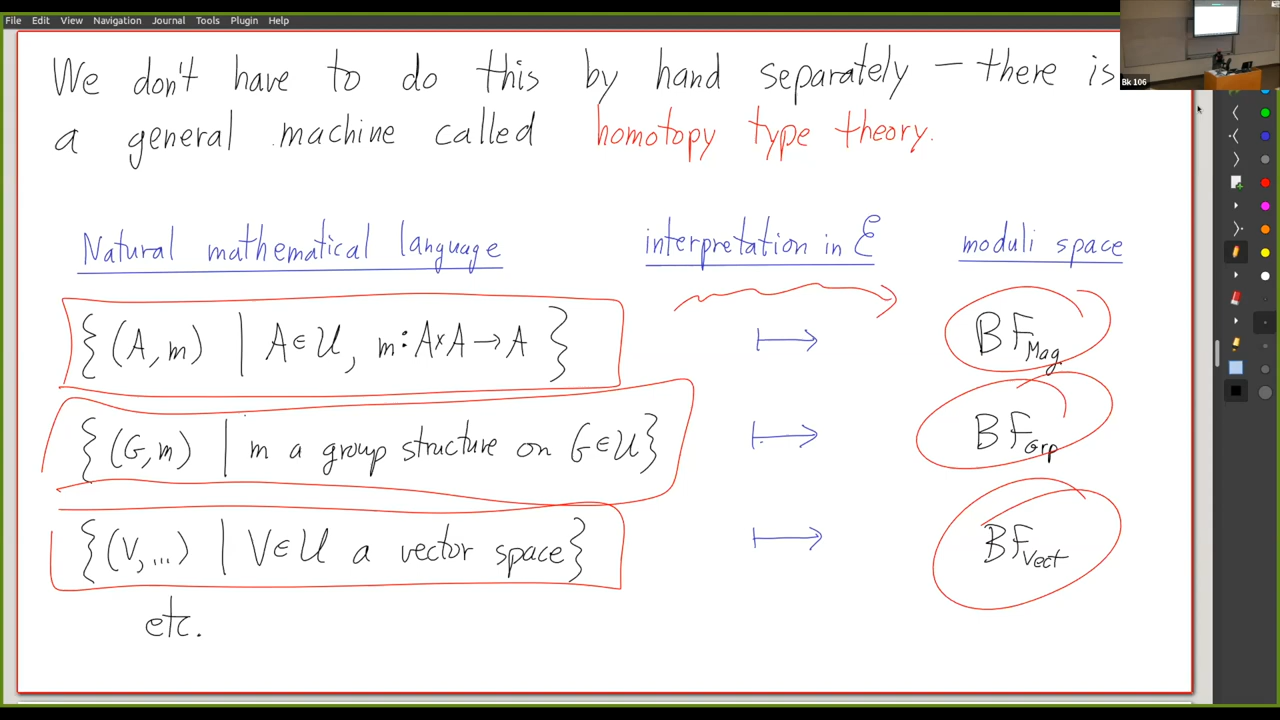 File Edit View Navigation Journal Tools Plugin Help
We don't have to do this by hand separately – there is
a general machine called homotopy type theory.
Bk 106
Natural mathematical language interpretation in ℰ moduli space
{(A, m) | A∈𝒰, m: A×A → A} ↦ BF_Mag
{(G, m) | m a group structure on G∈𝒰} ↦ BF_Grp
{(V, ...) | V∈𝒰 a vector space} ↦ BF_Vect
etc.